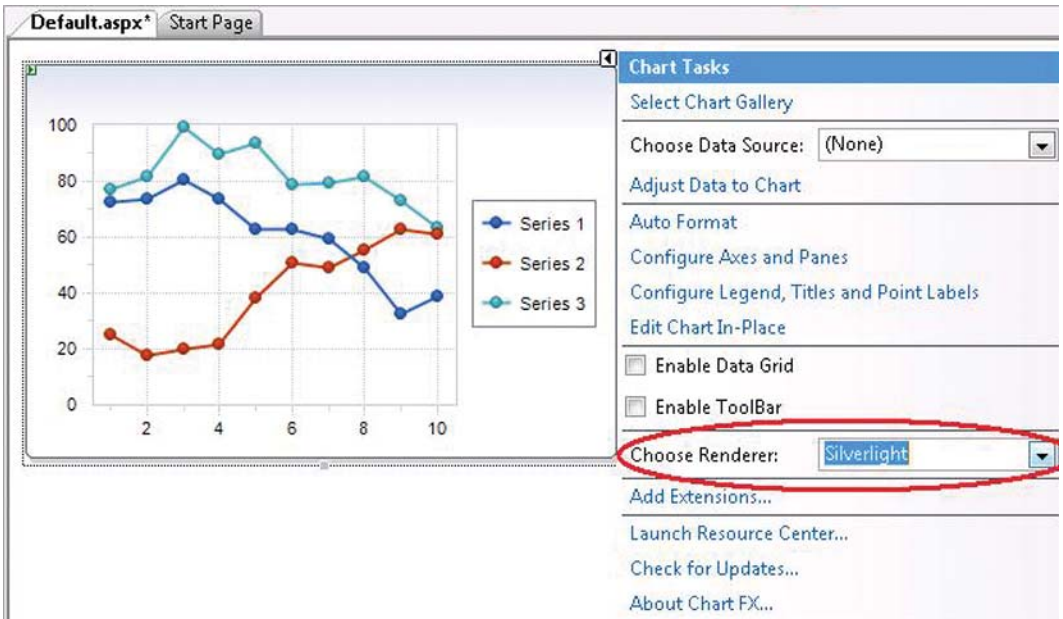 Default.aspx* Start Page
Chart Tasks
Select Chart Gallery
Choose Data Source: (None)
Adjust Data to Chart
Auto Format
Configure Axes and Panes
Configure Legend, Titles and Point Labels
Edit Chart In-Place
Enable Data Grid
Enable ToolBar
Choose Renderer: Silverlight
Add Extensions...
Launch Resource Center...
Check for Updates...
About Chart FX...
100
80
60
40
20
0
2 4 6 8 10
Series 1
Series 2
Series 3